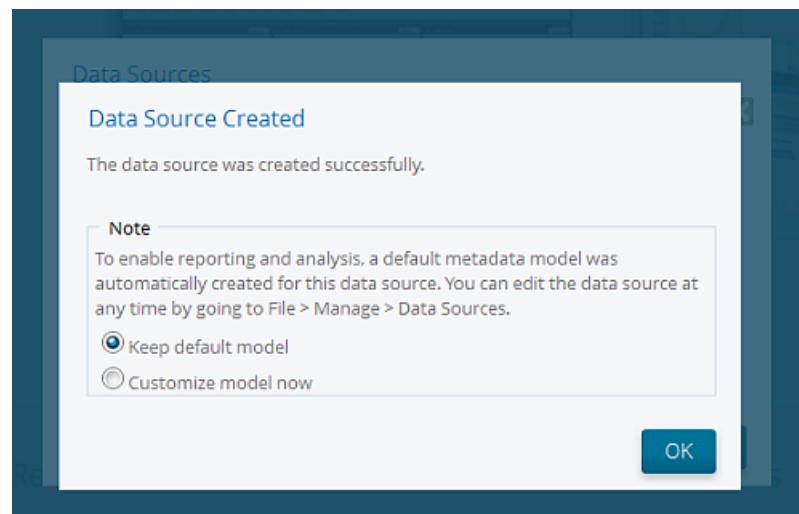 Data Sources
Data Source Created
The data source was created successfully.
Note
To enable reporting and analysis, a default metadata model was
automatically created for this data source. You can edit the data source at
any time by going to File > Manage > Data Sources.
Keep default model
Customize model now
OK